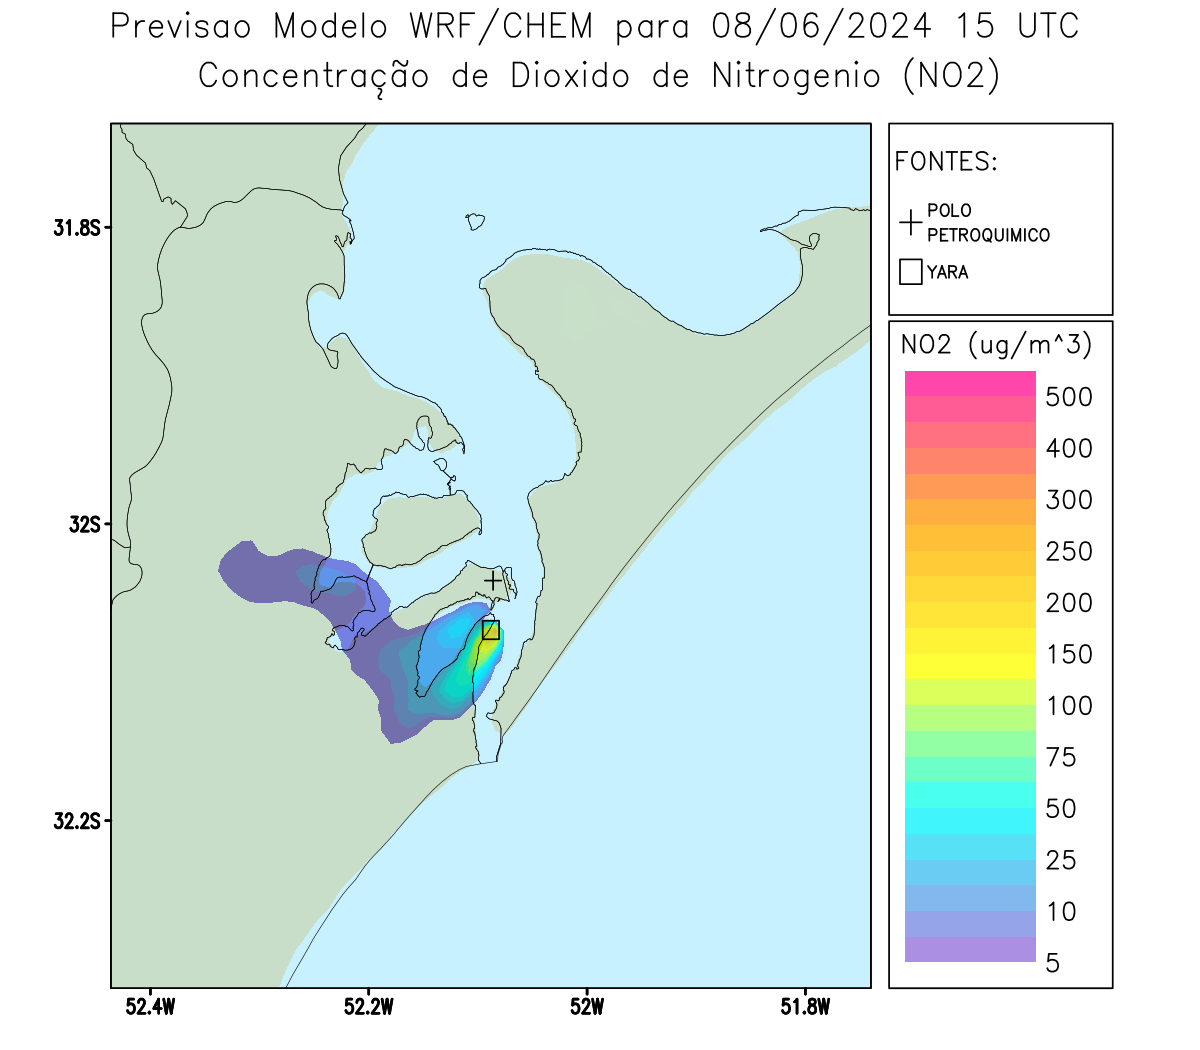 Previsao Modelo WRF/CHEM para 08/06/2024 15 UTC
Concentração de Dioxido de Nitrogenio (NO2)
FONTES:
POLO
PETROQUIMICO
YARA
NO2 (ug/m^3)
500
400
300
250
200
150
100
75
50
25
10
5
31.8S
32S
32.2S
52.4W
52.2W
52W
51.8W